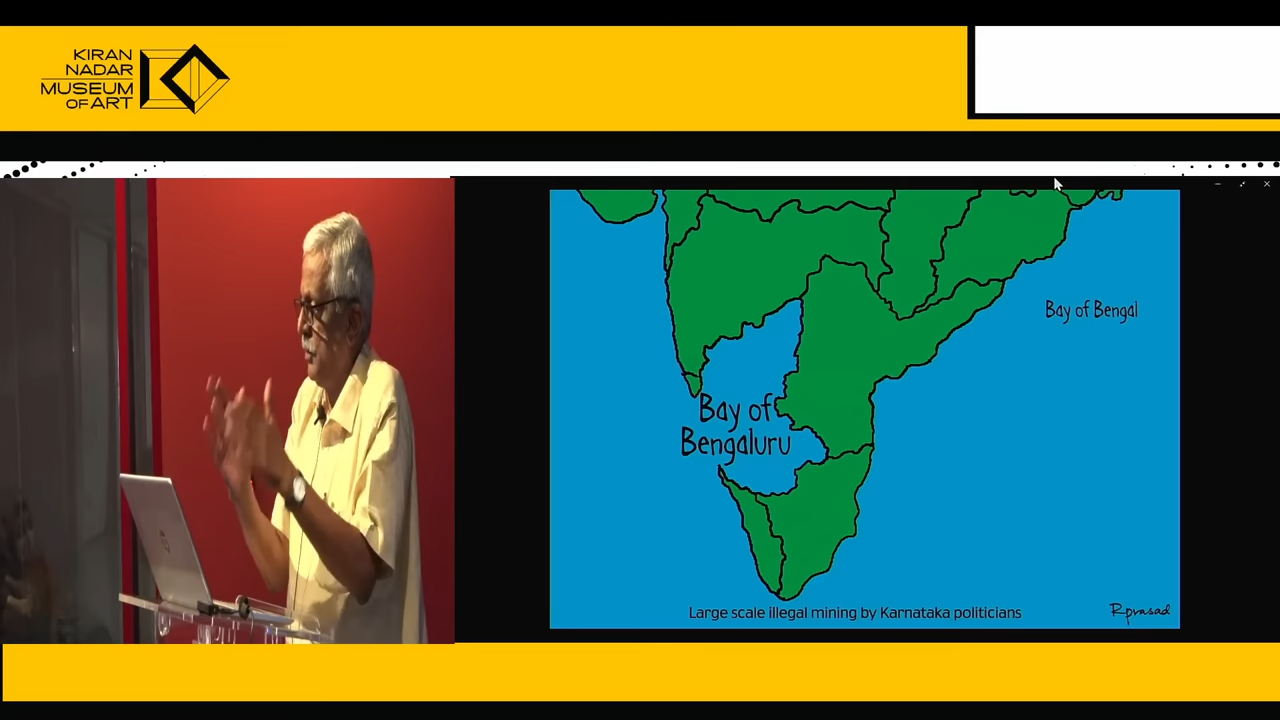 KIRAN
NADAR
MUSEUM
OF ART
Bay of Bengal
Bay of
Bengaluru
Large scale illegal mining by Karnataka politicians
Rprasad